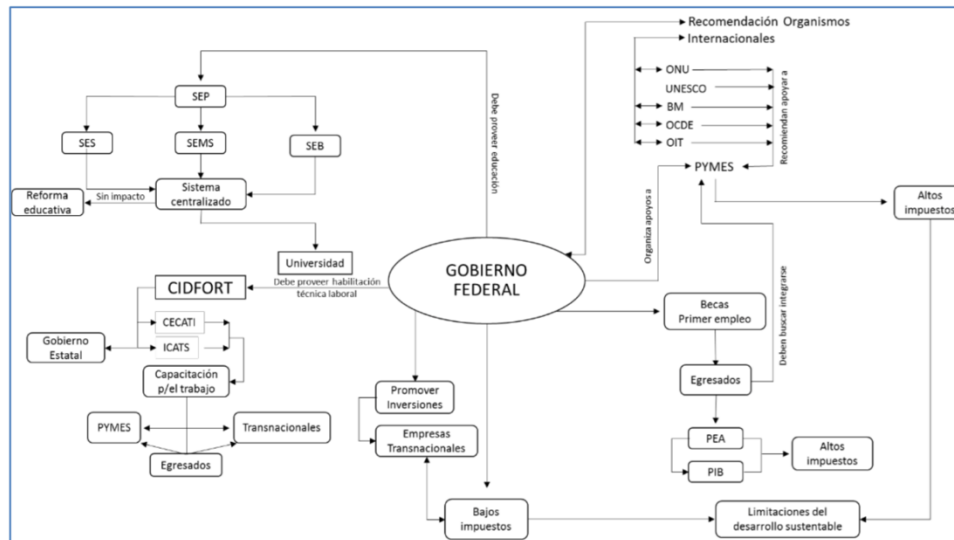 Recomendación Organismos
Internacionales
ONU
UNESCO
BM
OCDE
OIT
Recomiendan apoyar a
PYMES
Altos
impuestos
SEP
SES
SEMS
SEB
Debe proveer educación
Reforma
educativa
Sin impacto
Sistema
centralizado
Universidad
Organiza apoyos a
GOBIERNO
FEDERAL
Debe proveer habilitación
técnica laboral
CIDFORT
CECATI
ICATS
Gobierno
Estatal
Capacitación
p/el trabajo
PYMES
Transnacionales
Egresados
Promover
Inversiones
Empresas
Transnacionales
Bajos
impuestos
Becas
Primer empleo
Deben buscar integrarse
Egresados
PEA
PIB
Altos
impuestos
Limitaciones del
desarrollo sustentable